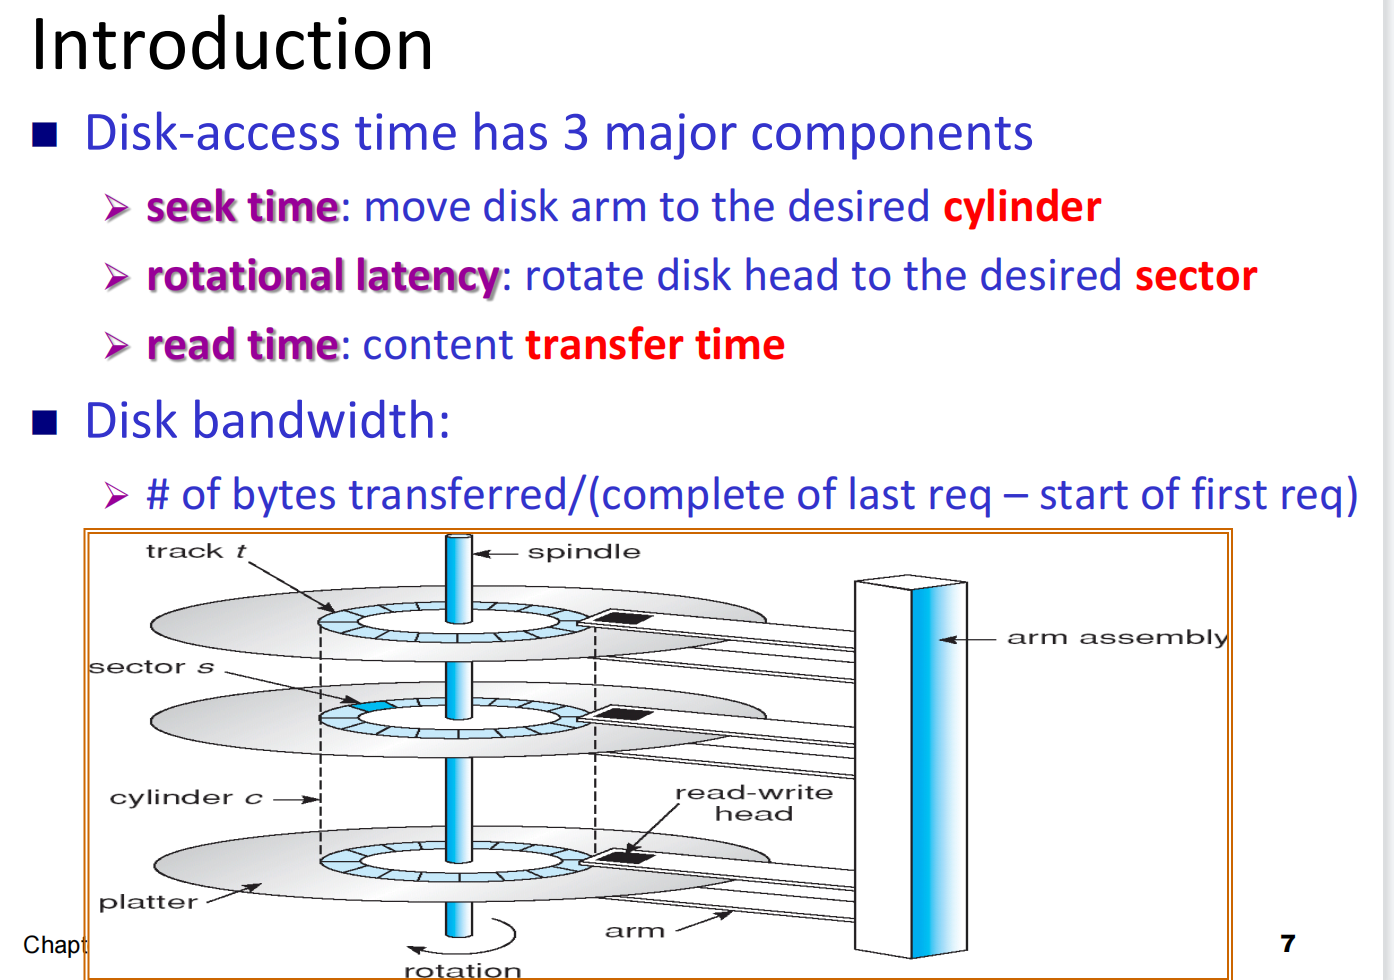 Introduction
■ Disk-access time has 3 major components
➢ seek time: move disk arm to the desired cylinder
➢ rotational latency: rotate disk head to the desired sector
➢ read time: content transfer time
■ Disk bandwidth:
➢ # of bytes transferred/(complete of last req – start of first req)
track t
spindle
arm assembly
sector s
cylinder c
read-write
head
platter
arm
rotation
Chapt
7